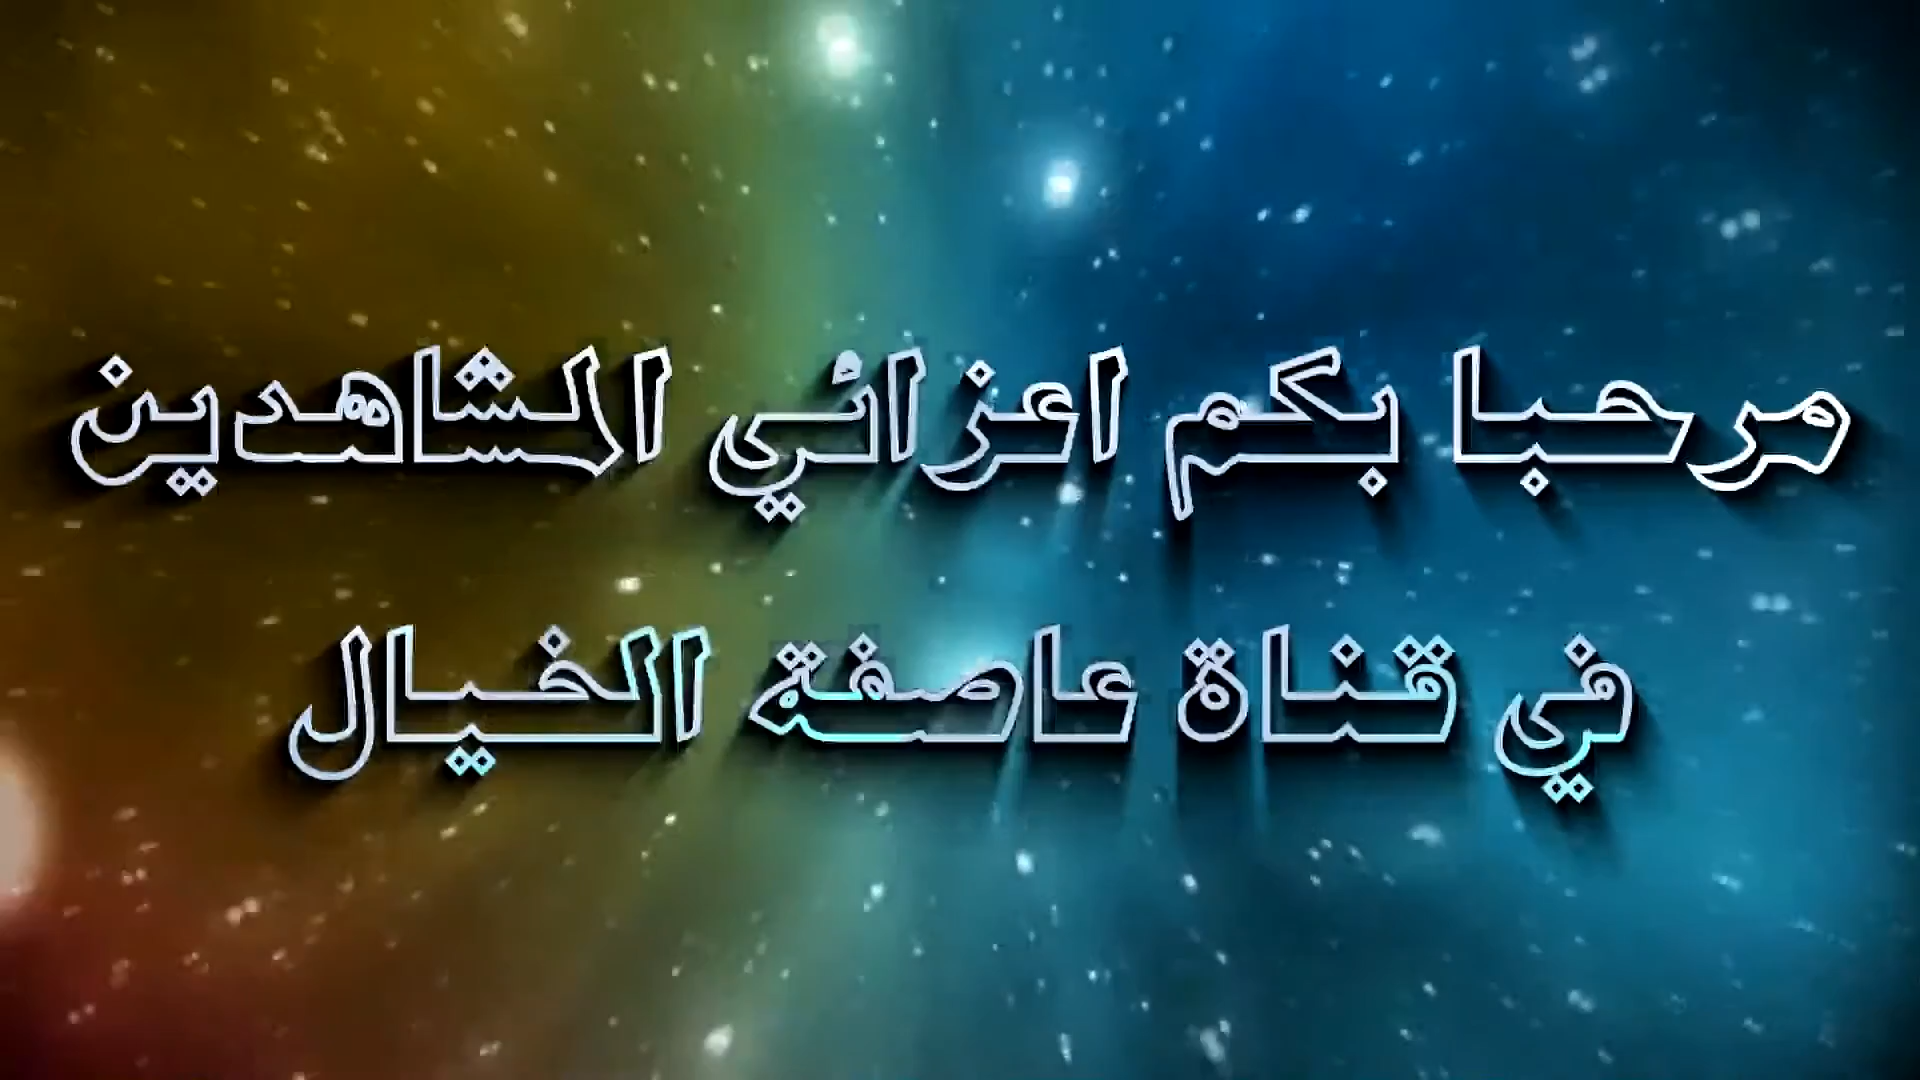 مرحبا بكم اعزائي المشاهدين
في قناة عاصفة الخيال